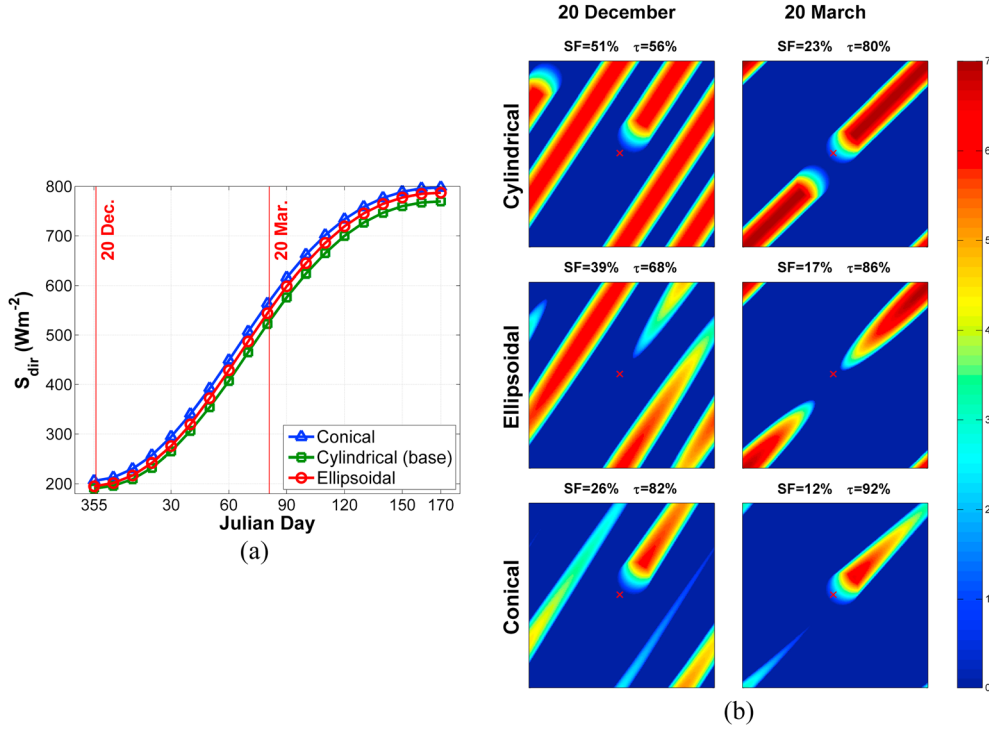 20 December
20 March
SF=51% τ=56%
SF=23% τ=80%
Cylindrical
SF=39% τ=68%
SF=17% τ=86%
Ellipsoidal
SF=26% τ=82%
SF=12% τ=92%
Conical
7
6
5
4
3
2
1
0
(b)
S_dir (Wm⁻²)
800
700
600
500
400
300
200
20 Dec.
20 Mar.
Conical
Cylindrical (base)
Ellipsoidal
355 30 60 90 120 150 170
Julian Day
(a)